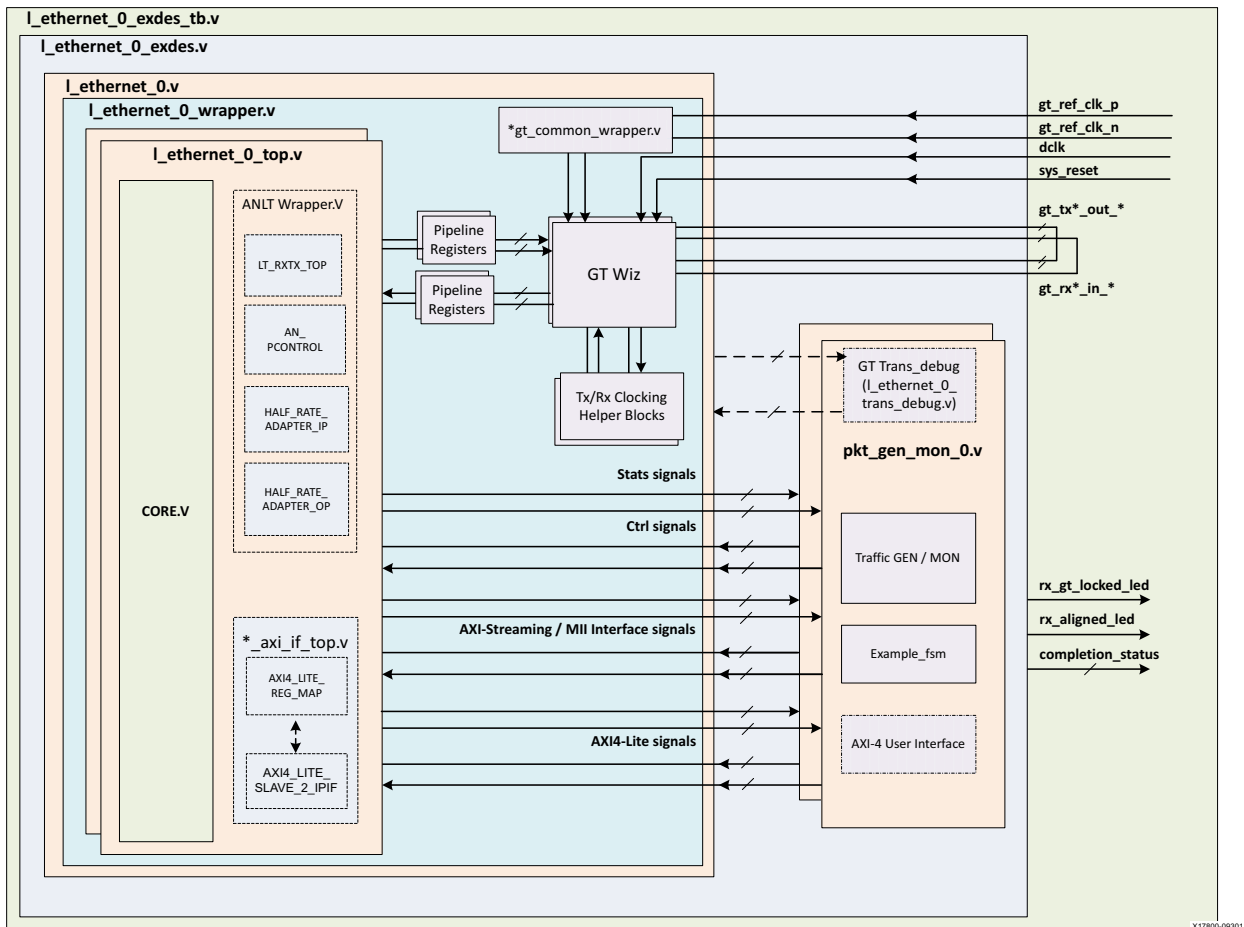 l_ethernet_0_exdes_tb.v
l_ethernet_0_exdes.v
l_ethernet_0.v
l_ethernet_0_wrapper.v
l_ethernet_0_top.v
CORE.V
ANLT Wrapper.V
LT_RXTX_TOP
AN_
PCONTROL
HALF_RATE_
ADAPTER_IP
HALF_RATE_
ADAPTER_OP
*_axi_if_top.v
AXI4_LITE_
REG_MAP
AXI4_LITE_
SLAVE_2_IPIF
Pipeline
Registers
Pipeline
Registers
*gt_common_wrapper.v
GT Wiz
Tx/Rx Clocking
Helper Blocks
Stats signals
Ctrl signals
AXI-Streaming / MII Interface signals
AXI4-Lite signals
GT Trans_debug
(l_ethernet_0_
trans_debug.v)
pkt_gen_mon_0.v
Traffic GEN / MON
Example_fsm
AXI-4 User Interface
gt_ref_clk_p
gt_ref_clk_n
dclk
sys_reset
gt_tx*_out_*
gt_rx*_in_*
rx_gt_locked_led
rx_aligned_led
completion_status
X17800-09301